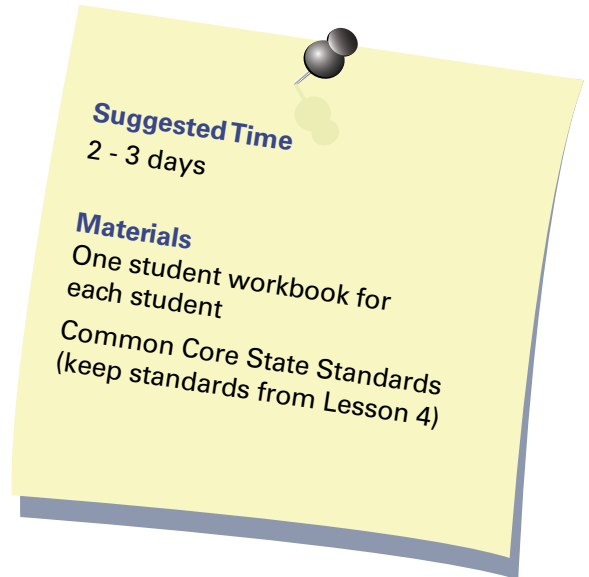 Suggested Time
2 - 3 days
Materials
One student workbook for
each student
Common Core State Standards
(keep standards from Lesson 4)